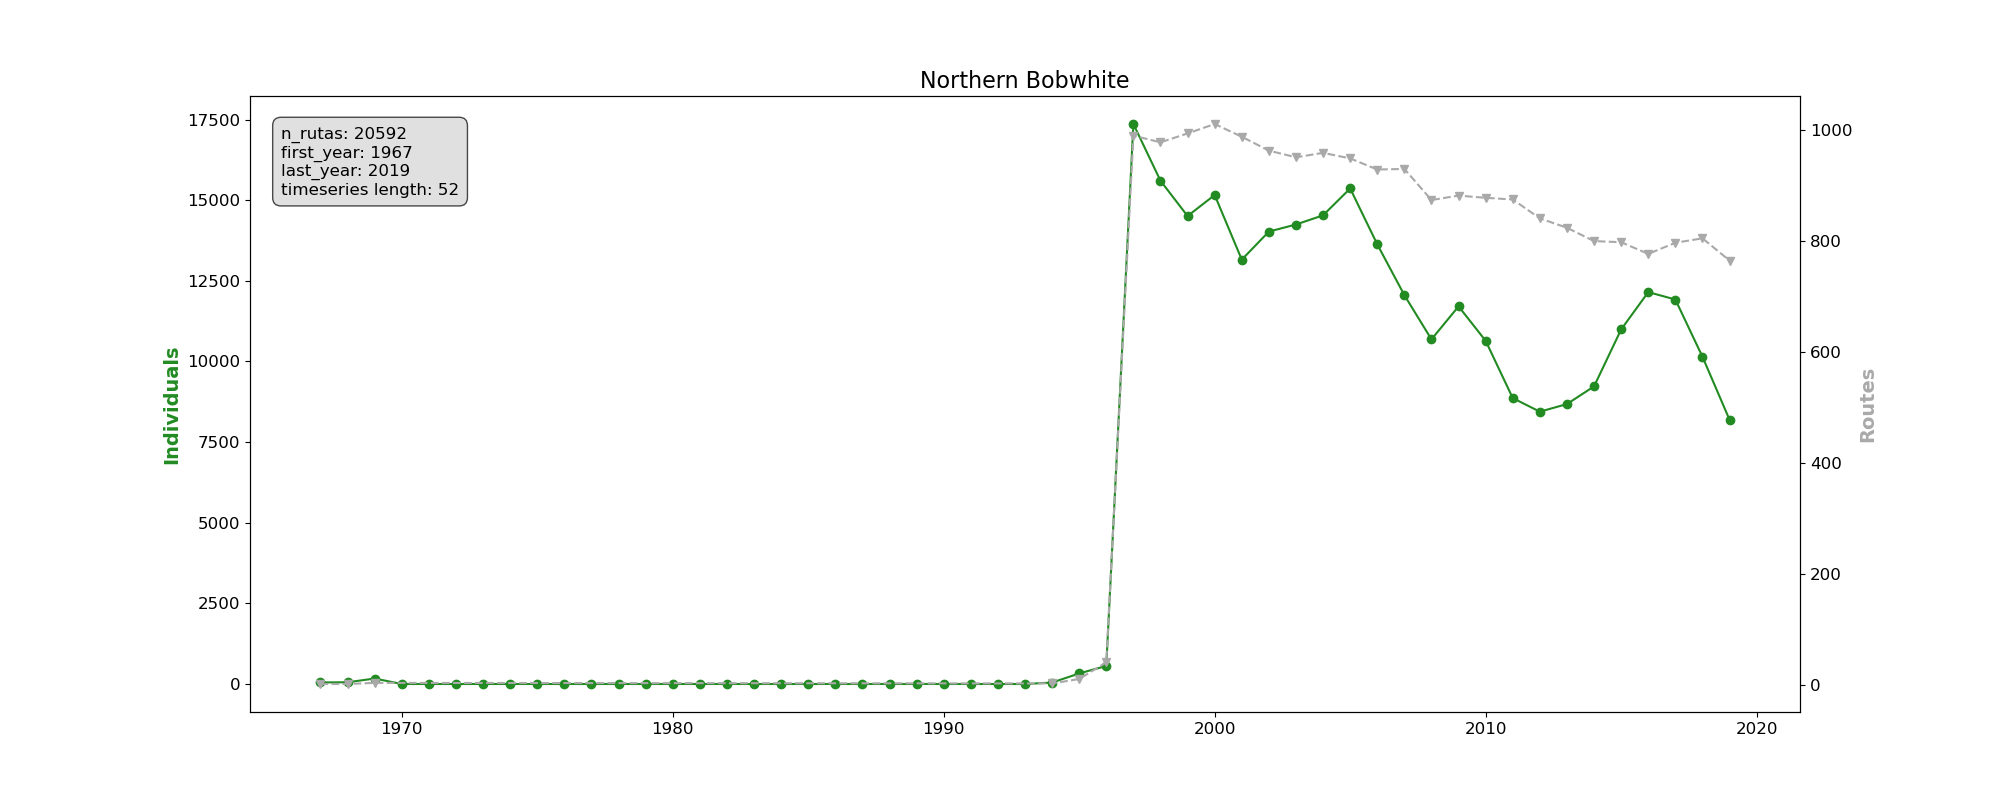 Northern Bobwhite
n_rutas: 20592
first_year: 1967
last_year: 2019
timeseries length: 52
17500
15000
12500
10000
7500
5000
2500
0
Individuals
1000
800
600
400
200
0
Routes
1970
1980
1990
2000
2010
2020